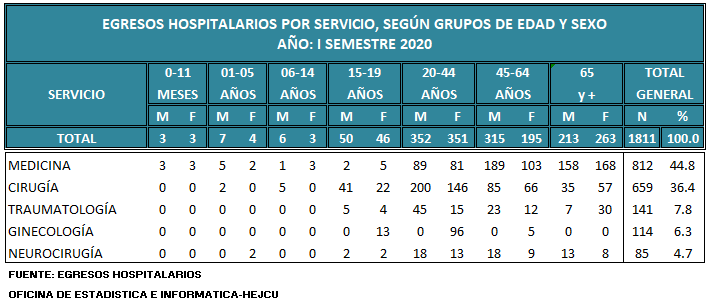 EGRESOS HOSPITALARIOS POR SERVICIO, SEGÚN GRUPOS DE EDAD Y SEXO
AÑO: I SEMESTRE 2020
SERVICIO 0-11 MESES 01-05 AÑOS 06-14 AÑOS 15-19 AÑOS 20-44 AÑOS 45-64 AÑOS 65 y + TOTAL GENERAL
M F M F M F M F M F M F M F N %
TOTAL 3 3 7 4 6 3 50 46 352 351 315 195 213 263 1811 100.0
MEDICINA 3 3 5 2 1 3 2 5 89 81 189 103 158 168 812 44.8
CIRUGÍA 0 0 2 0 5 0 41 22 200 146 85 66 35 57 659 36.4
TRAUMATOLOGÍA 0 0 0 0 0 0 5 4 45 15 23 12 7 30 141 7.8
GINECOLOGÍA 0 0 0 0 0 0 0 13 0 96 0 5 0 0 114 6.3
NEUROCIRUGÍA 0 0 0 2 0 0 2 2 18 13 18 9 13 8 85 4.7
FUENTE: EGRESOS HOSPITALARIOS
OFICINA DE ESTADISTICA E INFORMATICA-HEJCU